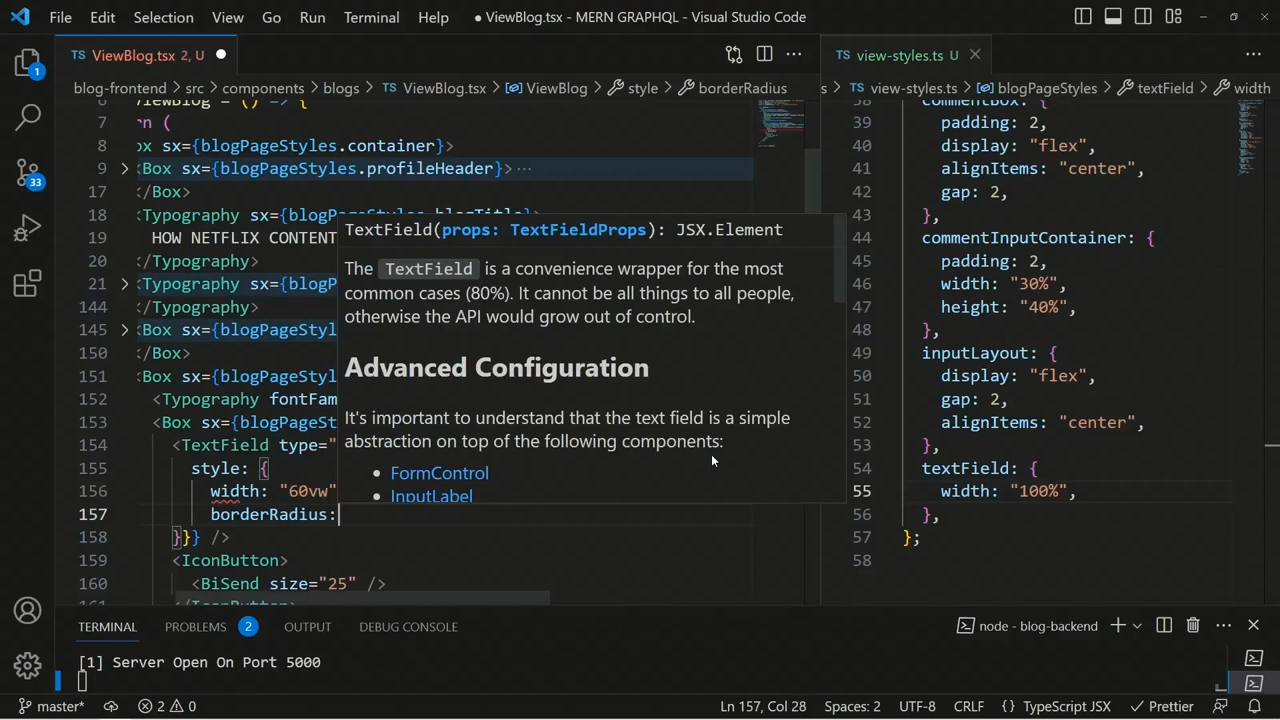 File Edit Selection View Go Run Terminal Help ● ViewBlog.tsx - MERN GRAPHQL - Visual Studio Code
TS ViewBlog.tsx 2, U ●
blog-frontend > src > components > blogs > TS ViewBlog.tsx > ViewBlog > style > borderRadius
7 rn (
8 ox sx={blogPageStyles.container}>
9 <Box sx={blogPageStyles.profileHeader}>…
17 </Box>
18 <Typography sx={blogPageStyles.blogTitle}>
19 HOW NETFLIX CONTENT
20 </Typography>
21 <Typography sx={blogP
144 </Typography>
145 <Box sx={blogPageStyl
150 </Box>
151 <Box sx={blogPageStyl
152 <Typography fontFam
153 <Box sx={blogPageSt
154 <TextField type="
155 style: {
156 width: "60vw"
157 borderRadius:
158 }}} />
159 <IconButton>
160 <BiSend size="25" />
161 </IconButton>
TextField(props: TextFieldProps): JSX.Element
The TextField is a convenience wrapper for the most
common cases (80%). It cannot be all things to all people,
otherwise the API would grow out of control.
Advanced Configuration
It's important to understand that the text field is a simple
abstraction on top of the following components:
• FormControl
• InputLabel
TS view-styles.ts U
s > TS view-styles.ts > blogPageStyles > textField > width
38 commentBox: {
39 padding: 2,
40 display: "flex",
41 alignItems: "center",
42 gap: 2,
43 },
44 commentInputContainer: {
45 padding: 2,
46 width: "30%",
47 height: "40%",
48 },
49 inputLayout: {
50 display: "flex",
51 gap: 2,
52 alignItems: "center",
53 },
54 textField: {
55 width: "100%",
56 },
57 };
58
1
33
TERMINAL PROBLEMS 2 OUTPUT DEBUG CONSOLE
node - blog-backend
[1] Server Open On Port 5000
master* 2 0 Ln 157, Col 28 Spaces: 2 UTF-8 CRLF {} TypeScript JSX Prettier